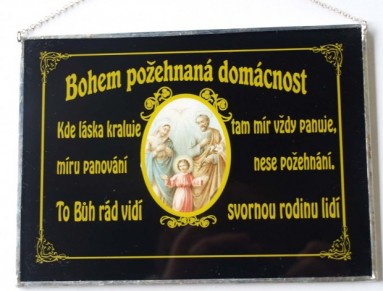 Bohem požehnaná domácnost
Kde láska kraluje tam mír vždy panuje,
míru panování nese požehnání.
To Bůh rád vidí svornou rodinu lidí